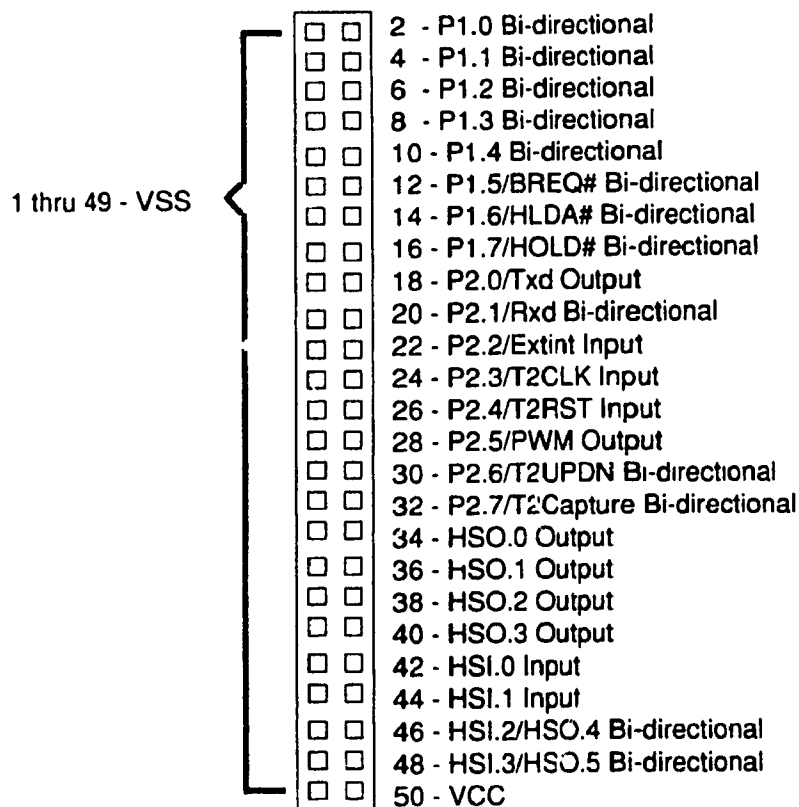 2 - P1.0 Bi-directional
4 - P1.1 Bi-directional
6 - P1.2 Bi-directional
8 - P1.3 Bi-directional
10 - P1.4 Bi-directional
12 - P1.5/BREQ# Bi-directional
1 thru 49 - VSS
14 - P1.6/HLDA# Bi-directional
16 - P1.7/HOLD# Bi-directional
18 - P2.0/Txd Output
20 - P2.1/Rxd Bi-directional
22 - P2.2/Extint Input
24 - P2.3/T2CLK Input
26 - P2.4/T2RST Input
28 - P2.5/PWM Output
30 - P2.6/T2UPDN Bi-directional
32 - P2.7/T2Capture Bi-directional
34 - HSO.0 Output
36 - HSO.1 Output
38 - HSO.2 Output
40 - HSO.3 Output
42 - HSI.0 Input
44 - HSI.1 Input
46 - HSI.2/HSO.4 Bi-directional
48 - HSI.3/HSO.5 Bi-directional
50 - VCC